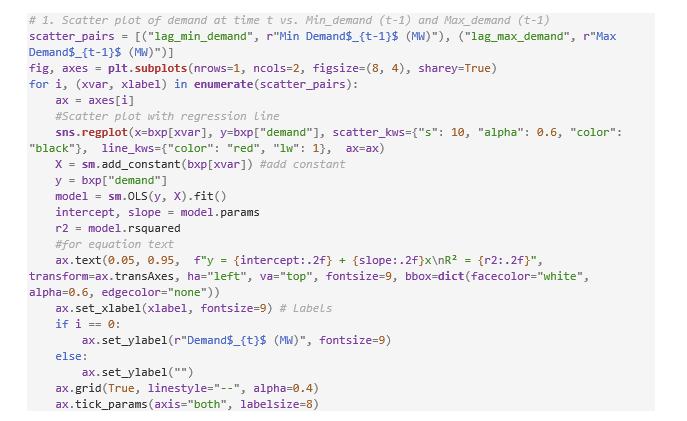 # 1. Scatter plot of demand at time t vs. Min_demand (t-1) and Max_demand (t-1)
scatter_pairs = [("lag_min_demand", r"Min Demand$_{t-1}$ (MW)"), ("lag_max_demand", r"Max
Demand$_{t-1}$ (MW)")]
fig, axes = plt.subplots(nrows=1, ncols=2, figsize=(8, 4), sharey=True)
for i, (xvar, xlabel) in enumerate(scatter_pairs):
    ax = axes[i]
    #Scatter plot with regression line
    sns.regplot(x=bxp[xvar], y=bxp["demand"], scatter_kws={"s": 10, "alpha": 0.6, "color":
"black"},  line_kws={"color": "red", "lw": 1},  ax=ax)
    X = sm.add_constant(bxp[xvar]) #add constant
    y = bxp["demand"]
    model = sm.OLS(y, X).fit()
    intercept, slope = model.params
    r2 = model.rsquared
    #for equation text
    ax.text(0.05, 0.95,  f"y = {intercept:.2f} + {slope:.2f}x\nR² = {r2:.2f}",
transform=ax.transAxes, ha="left", va="top", fontsize=9, bbox=dict(facecolor="white",
alpha=0.6, edgecolor="none"))
    ax.set_xlabel(xlabel, fontsize=9) # Labels
    if i == 0:
        ax.set_ylabel(r"Demand$_{t}$ (MW)", fontsize=9)
    else:
        ax.set_ylabel("")
    ax.grid(True, linestyle="--", alpha=0.4)
    ax.tick_params(axis="both", labelsize=8)